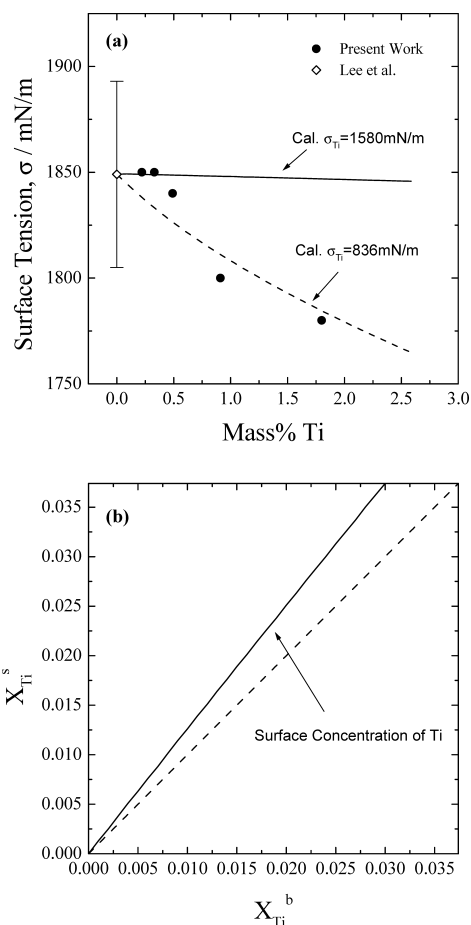 (a)
Present Work
Lee et al.
Cal. σTi=1580mN/m
Cal. σTi=836mN/m
Surface Tension, σ / mN/m
1900
1850
1800
1750
0.0 0.5 1.0 1.5 2.0 2.5 3.0
Mass% Ti
(b)
Surface Concentration of Ti
XTi^s
0.035
0.030
0.025
0.020
0.015
0.010
0.005
0.000
0.000 0.005 0.010 0.015 0.020 0.025 0.030 0.035
XTi^b